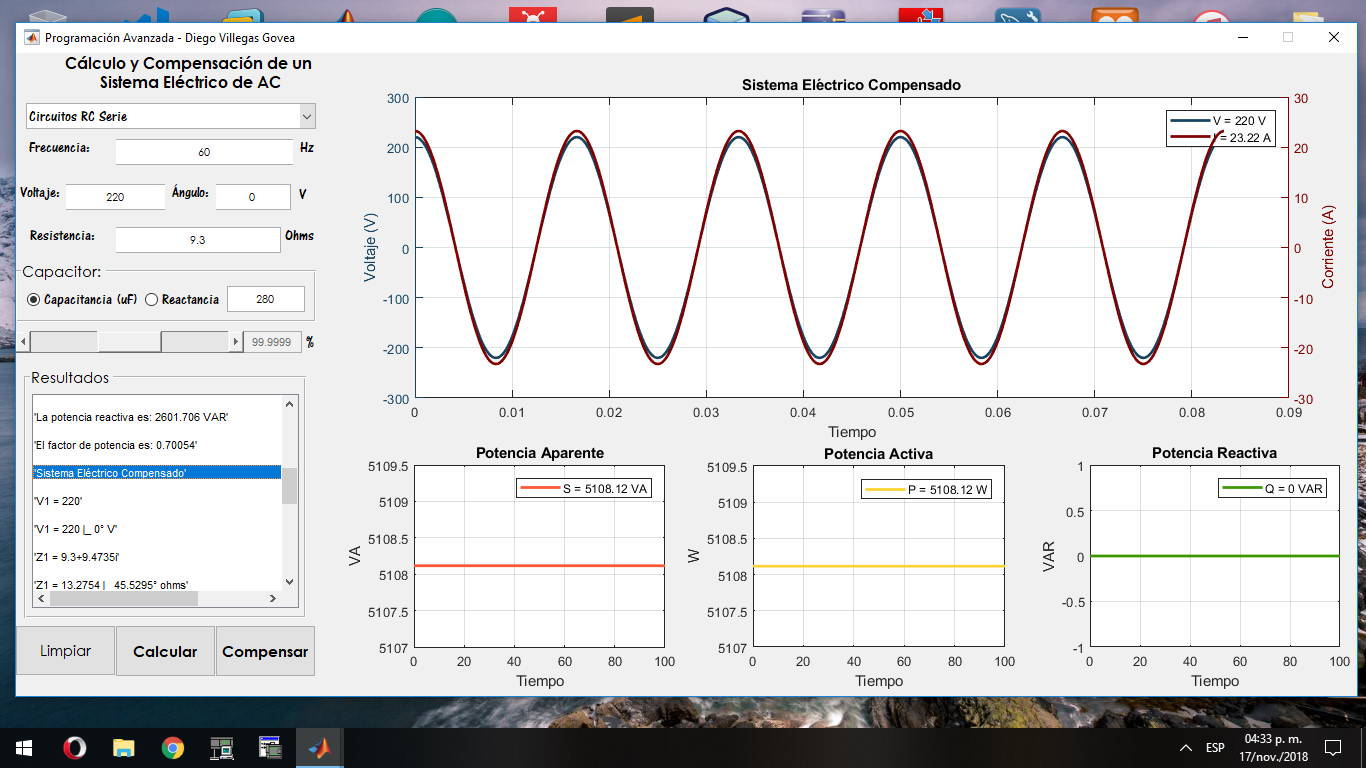 Programación Avanzada - Diego Villegas Govea
Cálculo y Compensación de un
Sistema Eléctrico de AC
Circuitos RC Serie
Frecuencia: 60 Hz
Voltaje: 220 Ángulo: 0 V
Resistencia: 9.3 Ohms
Capacitor:
Capacitancia (uF) Reactancia 280
99.9999 %
Resultados
'La potencia reactiva es: 2601.706 VAR'
'El factor de potencia es: 0.70054'
'Sistema Eléctrico Compensado'
'V1 = 220'
'V1 = 220 |_ 0° V'
'Z1 = 9.3+9.4735i'
'Z1 = 13.2754 |_ 45.5295° ohms'
Limpiar Calcular Compensar
Sistema Eléctrico Compensado
V = 220 V
I = 23.22 A
300
200
100
0
-100
-200
-300
Voltaje (V)
30
20
10
0
-10
-20
-30
Corriente (A)
0 0.01 0.02 0.03 0.04 0.05 0.06 0.07 0.08 0.09
Tiempo
Potencia Aparente
S = 5108.12 VA
5109.5
5109
5108.5
5108
5107.5
5107
VA
0 20 40 60 80 100
Tiempo
Potencia Activa
P = 5108.12 W
5109.5
5109
5108.5
5108
5107.5
5107
W
0 20 40 60 80 100
Tiempo
Potencia Reactiva
Q = 0 VAR
1
0.5
0
-0.5
-1
VAR
0 20 40 60 80 100
Tiempo
ESP
04:33 p. m.
17/nov./2018